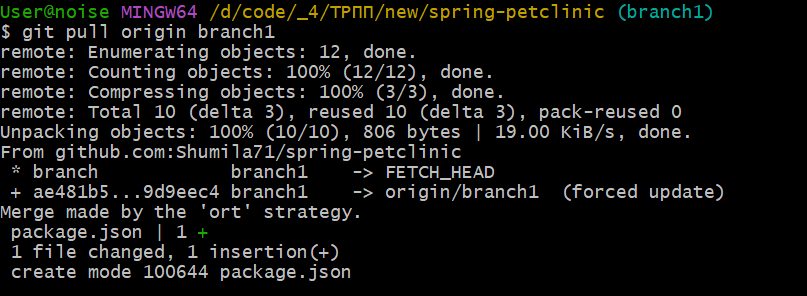 User@noise MINGW64 /d/code/_4/ТРПП/new/spring-petclinic (branch1)
$ git pull origin branch1
remote: Enumerating objects: 12, done.
remote: Counting objects: 100% (12/12), done.
remote: Compressing objects: 100% (3/3), done.
remote: Total 10 (delta 3), reused 10 (delta 3), pack-reused 0
Unpacking objects: 100% (10/10), 806 bytes | 19.00 KiB/s, done.
From github.com:Shumila71/spring-petclinic
 * branch            branch1    -> FETCH_HEAD
 + ae481b5...9d9eec4 branch1    -> origin/branch1  (forced update)
Merge made by the 'ort' strategy.
 package.json | 1 +
 1 file changed, 1 insertion(+)
 create mode 100644 package.json